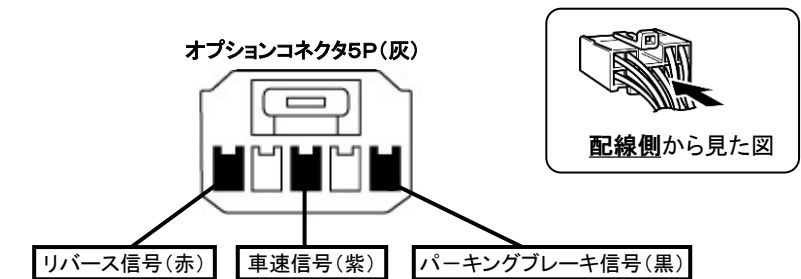 オプションコネクタ5P(灰)
配線側から見た図
リバース信号(赤)
車速信号(紫)
パーキングブレーキ信号(黒)